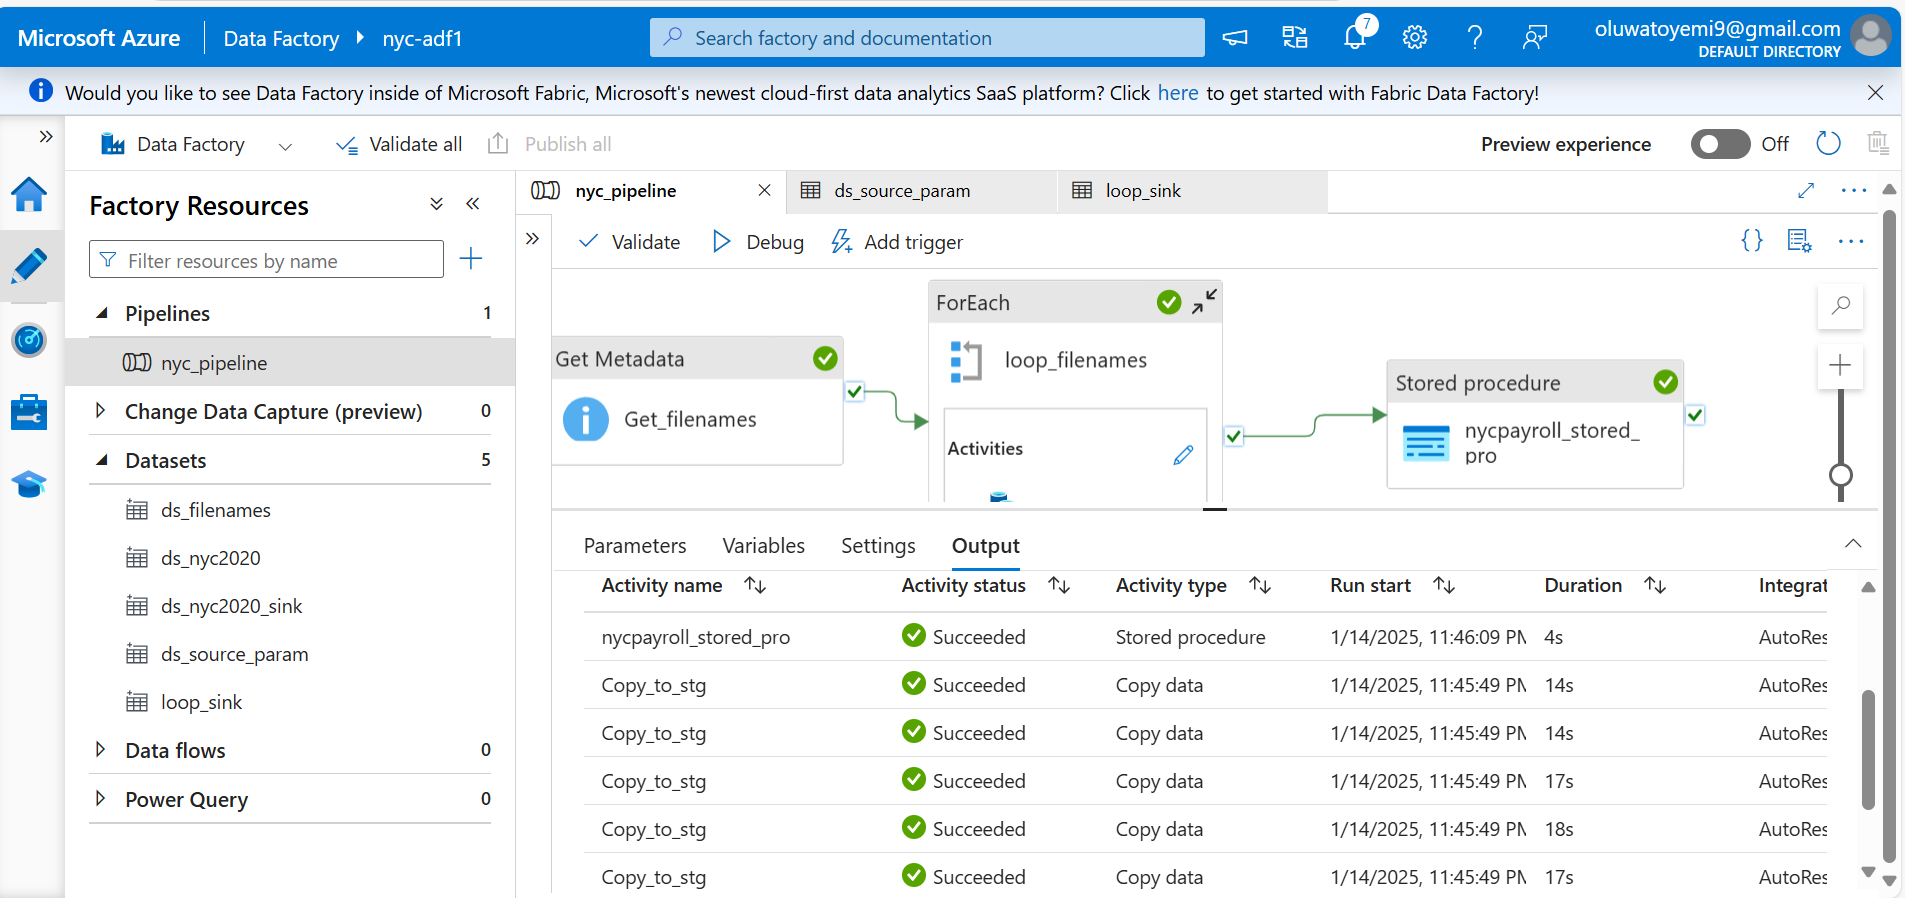 Microsoft Azure
Data Factory
nyc-adf1
Search factory and documentation
7
oluwatoyemi9@gmail.com
DEFAULT DIRECTORY
Would you like to see Data Factory inside of Microsoft Fabric, Microsoft's newest cloud-first data analytics SaaS platform? Click here to get started with Fabric Data Factory!
Data Factory
Validate all
Publish all
Preview experience
Off
Factory Resources
Filter resources by name
Pipelines 1
nyc_pipeline
Change Data Capture (preview) 0
Datasets 5
ds_filenames
ds_nyc2020
ds_nyc2020_sink
ds_source_param
loop_sink
Data flows 0
Power Query 0
nyc_pipeline
ds_source_param
loop_sink
Validate
Debug
Add trigger
{}
Get Metadata
Get_filenames
ForEach
loop_filenames
Activities
Stored procedure
nycpayroll_stored_
pro
Parameters Variables Settings Output
Activity name Activity status Activity type Run start Duration Integrat
nycpayroll_stored_pro Succeeded Stored procedure 1/14/2025, 11:46:09 PM 4s AutoRes
Copy_to_stg Succeeded Copy data 1/14/2025, 11:45:49 PM 14s AutoRes
Copy_to_stg Succeeded Copy data 1/14/2025, 11:45:49 PM 14s AutoRes
Copy_to_stg Succeeded Copy data 1/14/2025, 11:45:49 PM 17s AutoRes
Copy_to_stg Succeeded Copy data 1/14/2025, 11:45:49 PM 18s AutoRes
Copy_to_stg Succeeded Copy data 1/14/2025, 11:45:49 PM 17s AutoRes